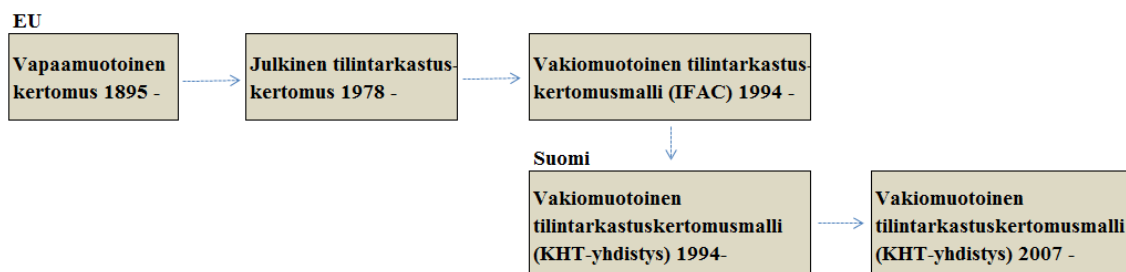 EU
Vapaamuotoinen
kertomus 1895 -
Julkinen tilintarkastus-
kertomus 1978 -
Vakiomuotoinen tilintarkastus-
kertomusmalli (IFAC) 1994 -
Suomi
Vakiomuotoinen
tilintarkastuskertomusmalli
(KHT-yhdistys) 1994-
Vakiomuotoinen
tilintarkastuskertomusmalli
(KHT-yhdistys) 2007 -